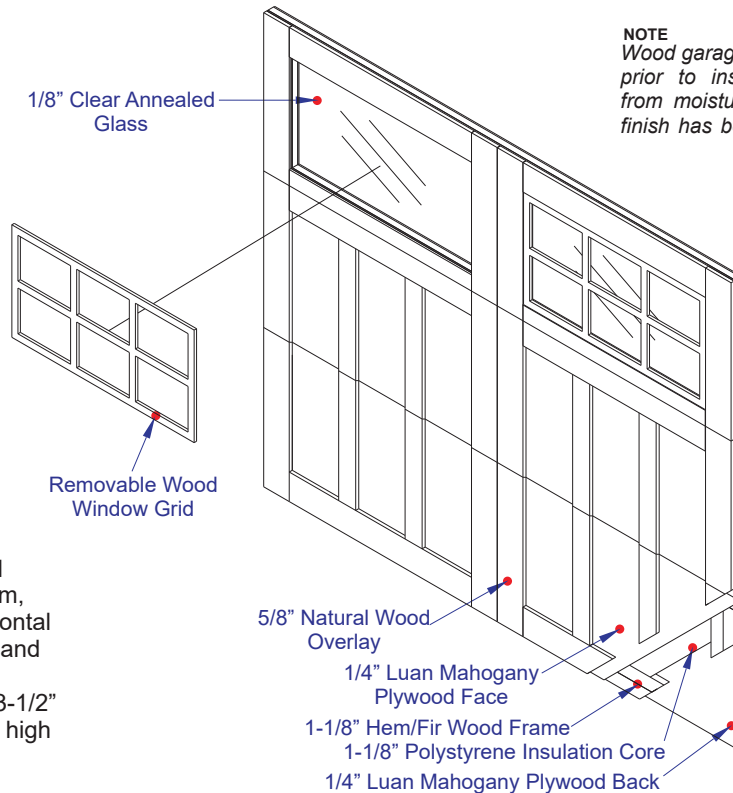 NOTE
Wood garag
prior to ins
from moistu
finish has b
1/8” Clear Annealed
Glass
Removable Wood
Window Grid
l
m,
ontal
and
3-1/2”
high
5/8” Natural Wood
Overlay
1/4” Luan Mahogany
Plywood Face
1-1/8” Hem/Fir Wood Frame
1-1/8” Polystyrene Insulation Core
1/4” Luan Mahogany Plywood Back